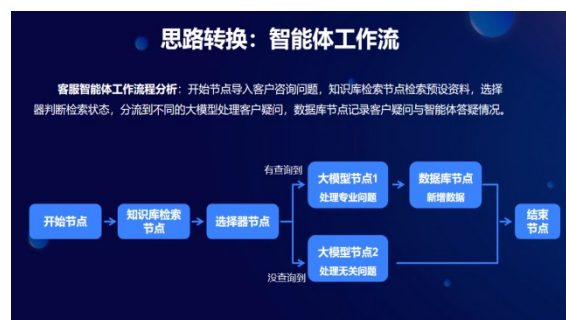 思路转换：智能体工作流
客服智能体工作流程分析：开始节点导入客户咨询问题，知识库检索节点检索预设资料，选择
器判断检索状态，分流到不同的大模型处理客户疑问，数据库节点记录客户疑问与智能体答疑情况。
有查询到
大模型节点1
处理专业问题
数据库节点
新增数据
开始节点
知识库检索
节点
选择器节点
结束
节点
大模型节点2
处理无关问题
没查询到